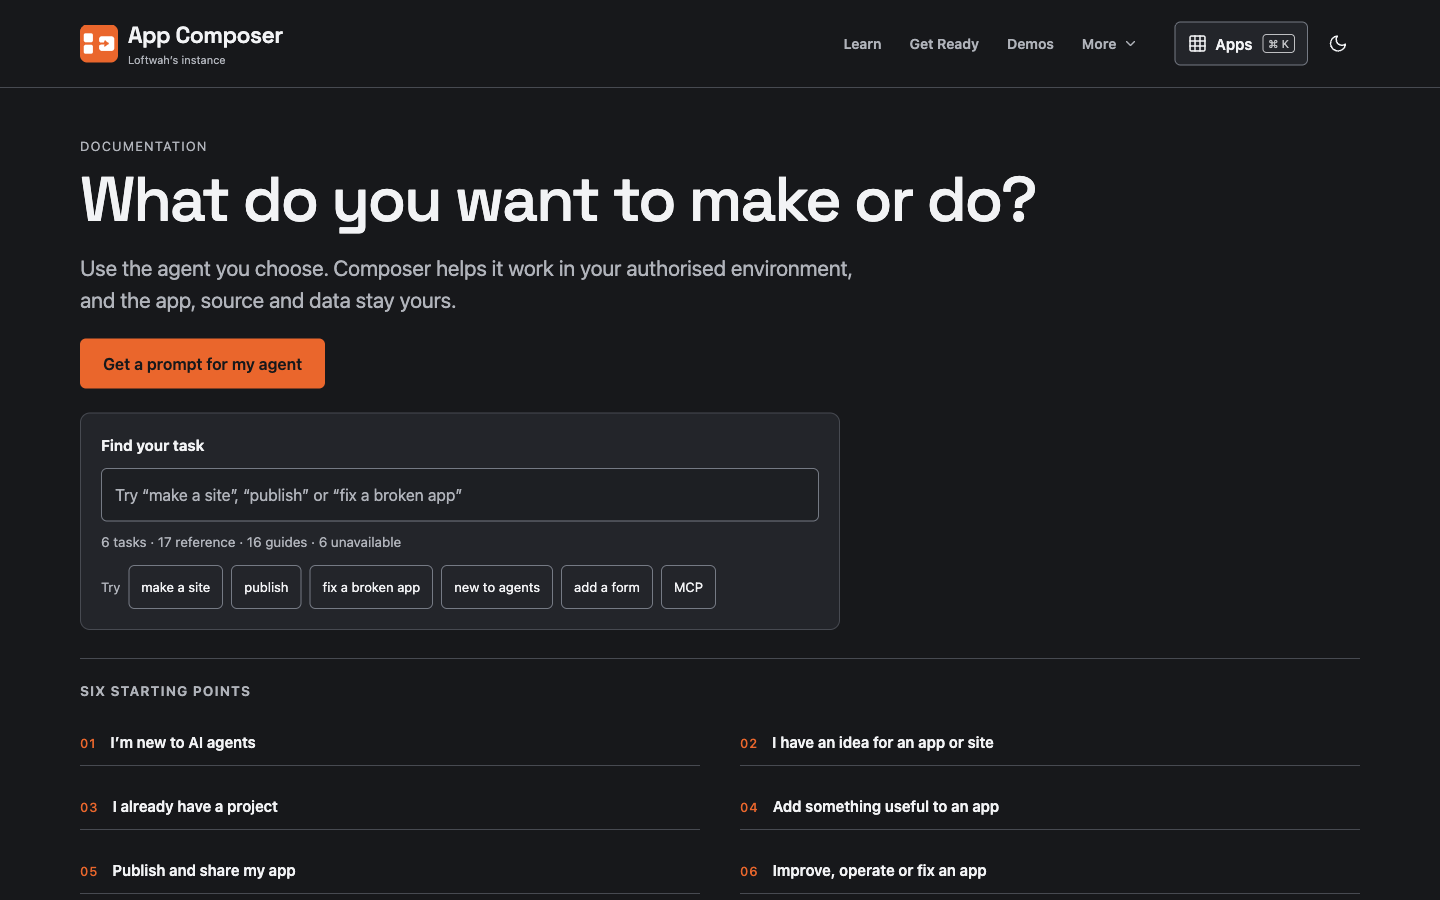 App Composer
Loftwah's instance
Learn
Get Ready
Demos
More
Apps
⌘ K
DOCUMENTATION
What do you want to make or do?
Use the agent you choose. Composer helps it work in your authorised environment,
and the app, source and data stay yours.
Get a prompt for my agent
Find your task
Try “make a site”, “publish” or “fix a broken app”
6 tasks · 17 reference · 16 guides · 6 unavailable
Try
make a site
publish
fix a broken app
new to agents
add a form
MCP
SIX STARTING POINTS
01 I’m new to AI agents
02 I have an idea for an app or site
03 I already have a project
04 Add something useful to an app
05 Publish and share my app
06 Improve, operate or fix an app